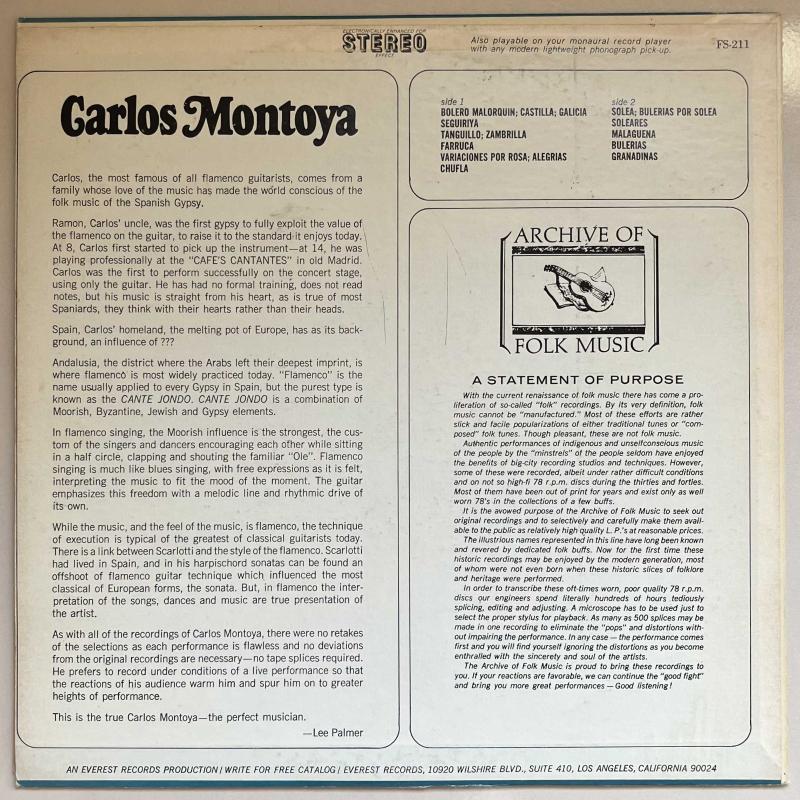 ELECTRONICALLY ENHANCED FOR
STEREO
EFFECT
Also playable on your monaural record player
with any modern lightweight phonograph pick-up.
FS-211
Carlos Montoya
Carlos, the most famous of all flamenco guitarists, comes from a
family whose love of the music has made the world conscious of the
folk music of the Spanish Gypsy.
Ramon, Carlos' uncle, was the first gypsy to fully exploit the value of
the flamenco on the guitar, to raise it to the standard it enjoys today.
At 8, Carlos first started to pick up the instrument—at 14, he was
playing professionally at the "CAFE'S CANTANTES" in old Madrid.
Carlos was the first to perform successfully on the concert stage,
using only the guitar. He has had no formal training, does not read
notes, but his music is straight from his heart, as is true of most
Spaniards, they think with their hearts rather than their heads.
Spain, Carlos' homeland, the melting pot of Europe, has as its back-
ground, an influence of ???
Andalusia, the district where the Arabs left their deepest imprint, is
where flamenco is most widely practiced today. "Flamenco" is the
name usually applied to every Gypsy in Spain, but the purest type is
known as the CANTE JONDO. CANTE JONDO is a combination of
Moorish, Byzantine, Jewish and Gypsy elements.
In flamenco singing, the Moorish influence is the strongest, the cus-
tom of the singers and dancers encouraging each other while sitting
in a half circle, clapping and shouting the familiar "Ole". Flamenco
singing is much like blues singing, with free expressions as it is felt,
interpreting the music to fit the mood of the moment. The guitar
emphasizes this freedom with a melodic line and rhythmic drive of
its own.
While the music, and the feel of the music, is flamenco, the technique
of execution is typical of the greatest of classical guitarists today.
There is a link between Scarlotti and the style of the flamenco. Scarlotti
had lived in Spain, and in his harpischord sonatas can be found an
offshoot of flamenco guitar technique which influenced the most
classical of European forms, the sonata. But, in flamenco the inter-
pretation of the songs, dances and music are true presentation of
the artist.
As with all of the recordings of Carlos Montoya, there were no retakes
of the selections as each performance is flawless and no deviations
from the original recordings are necessary—no tape splices required.
He prefers to record under conditions of a live performance so that
the reactions of his audience warm him and spur him on to greater
heights of performance.
This is the true Carlos Montoya—the perfect musician.
—Lee Palmer
side 1
BOLERO MALORQUIN; CASTILLA; GALICIA
SEGUIRIYA
TANGUILLO; ZAMBRILLA
FARRUCA
VARIACIONES POR ROSA; ALEGRIAS
CHUFLA
side 2
SOLEA; BULERIAS POR SOLEA
SOLEARES
MALAGUENA
BULERIAS
GRANADINAS
ARCHIVE OF
FOLK MUSIC
A STATEMENT OF PURPOSE
With the current renaissance of folk music there has come a pro-
liferation of so-called "folk" recordings. By its very definition, folk
music cannot be "manufactured." Most of these efforts are rather
slick and facile popularizations of either traditional tunes or "com-
posed" folk tunes. Though pleasant, these are not folk music.
Authentic performances of indigenous and unselfconscious music
of the people by the "minstrels" of the people seldom have enjoyed
the benefits of big-city recording studios and techniques. However,
some of these were recorded, albeit under rather difficult conditions
and on not so high-fi 78 r.p.m. discs during the thirties and forties.
Most of them have been out of print for years and exist only as well
worn 78's in the collections of a few buffs.
It is the avowed purpose of the Archive of Folk Music to seek out
original recordings and to selectively and carefully make them avail-
able to the public as relatively high quality L.P.'s at reasonable prices.
The illustrious names represented in this line have long been known
and revered by dedicated folk buffs. Now for the first time these
historic recordings may be enjoyed by the modern generation, most
of whom were not even born when these historic slices of folklore
and heritage were performed.
In order to transcribe these oft-times worn, poor quality 78 r.p.m.
discs our engineers spend literally hundreds of hours tediously
splicing, editing and adjusting. A microscope has to be used just to
select the proper stylus for playback. As many as 500 splices may be
made in one recording to eliminate the "pops" and distortions with-
out impairing the performance. In any case — the performance comes
first and you will find yourself ignoring the distortions as you become
enthralled with the sincerety and soul of the artists.
The Archive of Folk Music is proud to bring these recordings to
you. If your reactions are favorable, we can continue the "good fight"
and bring you more great performances — Good listening!
AN EVEREST RECORDS PRODUCTION / WRITE FOR FREE CATALOG / EVEREST RECORDS, 10920 WILSHIRE BLVD., SUITE 410, LOS ANGELES, CALIFORNIA 90024